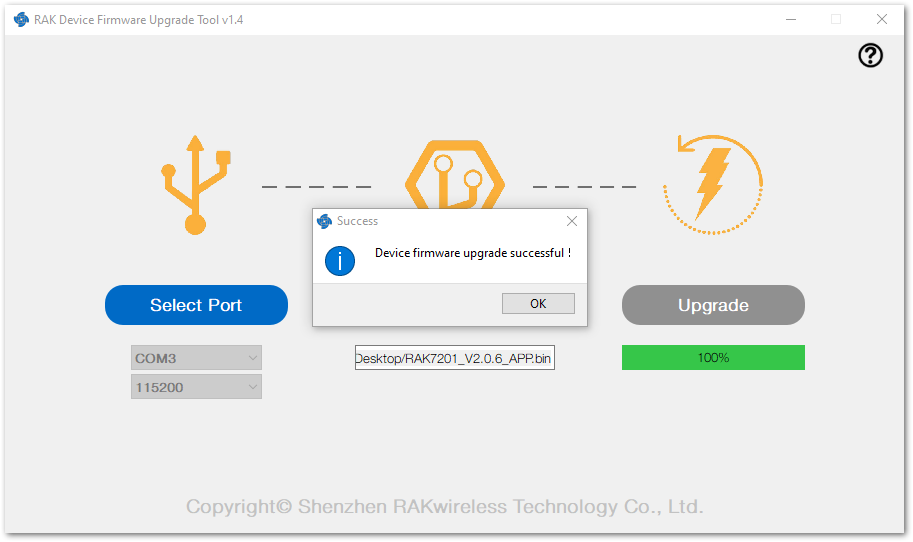 RAK Device Firmware Upgrade Tool v1.4
Success
Device firmware upgrade successful !
OK
Select Port
Upgrade
COM3
Desktop/RAK7201_V2.0.6_APP.bin
100%
115200
Copyright© Shenzhen RAKwireless Technology Co., Ltd.